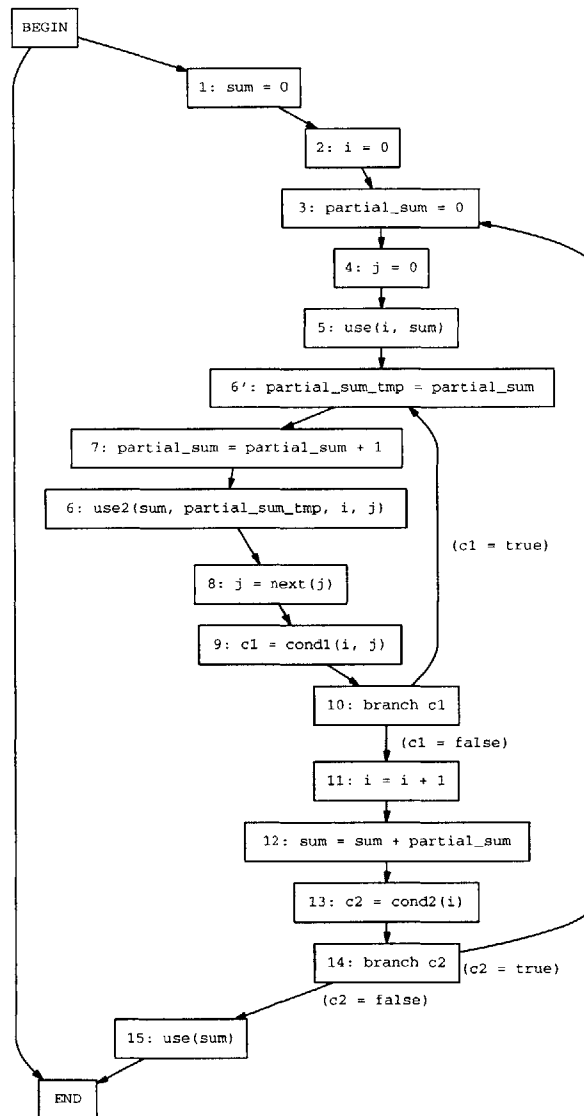 BEGIN
1: sum = 0
2: i = 0
3: partial_sum = 0
4: j = 0
5: use(i, sum)
6': partial_sum_tmp = partial_sum
7: partial_sum = partial_sum + 1
6: use2(sum, partial_sum_tmp, i, j)
(c1 = true)
8: j = next(j)
9: c1 = cond1(i, j)
10: branch c1
(c1 = false)
11: i = i + 1
12: sum = sum + partial_sum
13: c2 = cond2(i)
14: branch c2
(c2 = true)
(c2 = false)
15: use(sum)
END